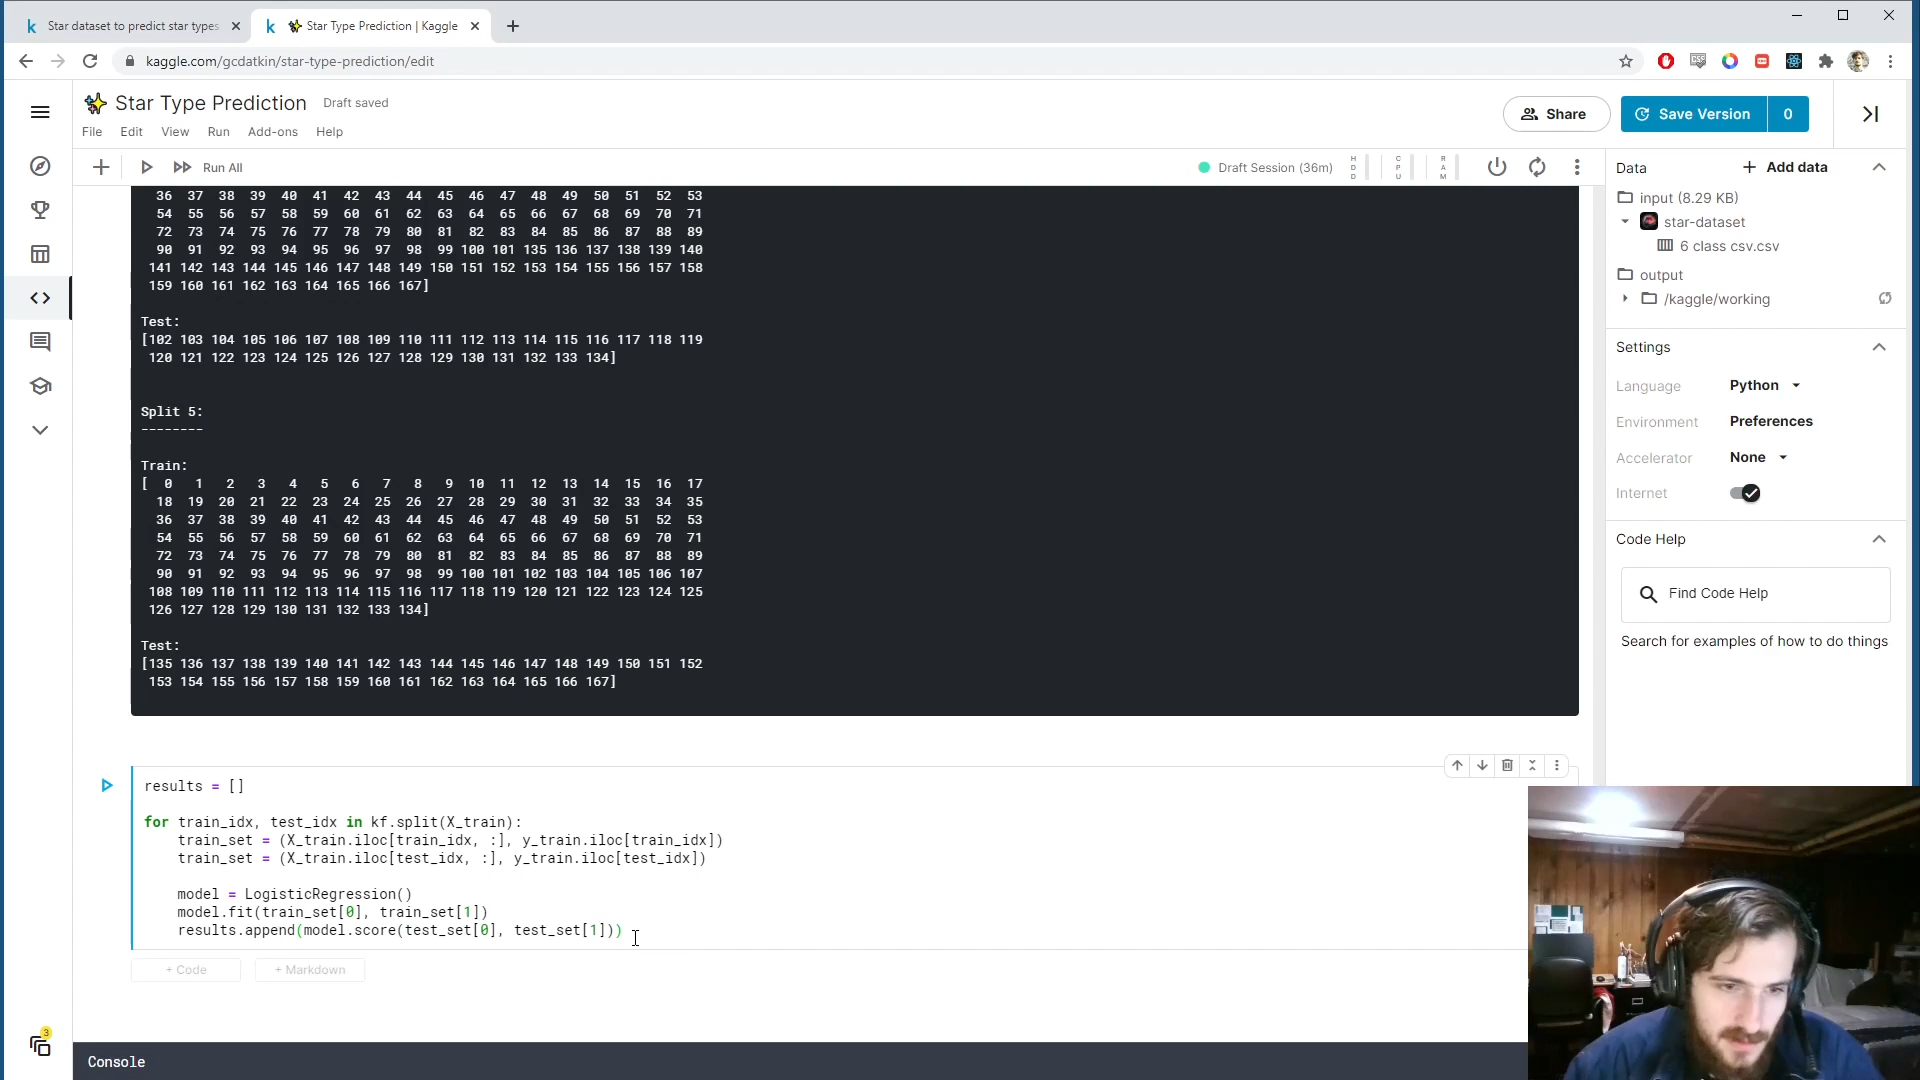 Star dataset to predict star types
Star Type Prediction | Kaggle
kaggle.com/gcdatkin/star-type-prediction/edit
Star Type Prediction
Draft saved
File Edit View Run Add-ons Help
Share
Save Version
0
Run All
Draft Session (36m)
HDD
CPU
RAM
36 37 38 39 40 41 42 43 44 45 46 47 48 49 50 51 52 53
54 55 56 57 58 59 60 61 62 63 64 65 66 67 68 69 70 71
72 73 74 75 76 77 78 79 80 81 82 83 84 85 86 87 88 89
90 91 92 93 94 95 96 97 98 99 100 101 135 136 137 138 139 140
141 142 143 144 145 146 147 148 149 150 151 152 153 154 155 156 157 158
159 160 161 162 163 164 165 166 167]
Test:
[102 103 104 105 106 107 108 109 110 111 112 113 114 115 116 117 118 119
120 121 122 123 124 125 126 127 128 129 130 131 132 133 134]
Split 5:
--------
Train:
[ 0 1 2 3 4 5 6 7 8 9 10 11 12 13 14 15 16 17
18 19 20 21 22 23 24 25 26 27 28 29 30 31 32 33 34 35
36 37 38 39 40 41 42 43 44 45 46 47 48 49 50 51 52 53
54 55 56 57 58 59 60 61 62 63 64 65 66 67 68 69 70 71
72 73 74 75 76 77 78 79 80 81 82 83 84 85 86 87 88 89
90 91 92 93 94 95 96 97 98 99 100 101 102 103 104 105 106 107
108 109 110 111 112 113 114 115 116 117 118 119 120 121 122 123 124 125
126 127 128 129 130 131 132 133 134]
Test:
[135 136 137 138 139 140 141 142 143 144 145 146 147 148 149 150 151 152
153 154 155 156 157 158 159 160 161 162 163 164 165 166 167]
results = []
for train_idx, test_idx in kf.split(X_train):
train_set = (X_train.iloc[train_idx, :], y_train.iloc[train_idx])
train_set = (X_train.iloc[test_idx, :], y_train.iloc[test_idx])
model = LogisticRegression()
model.fit(train_set[0], train_set[1])
results.append(model.score(test_set[0], test_set[1]))
+ Code
+ Markdown
Console
3
Data
+ Add data
input (8.29 KB)
star-dataset
6 class csv.csv
output
/kaggle/working
Settings
Language Python
Environment Preferences
Accelerator None
Internet
Code Help
Find Code Help
Search for examples of how to do things